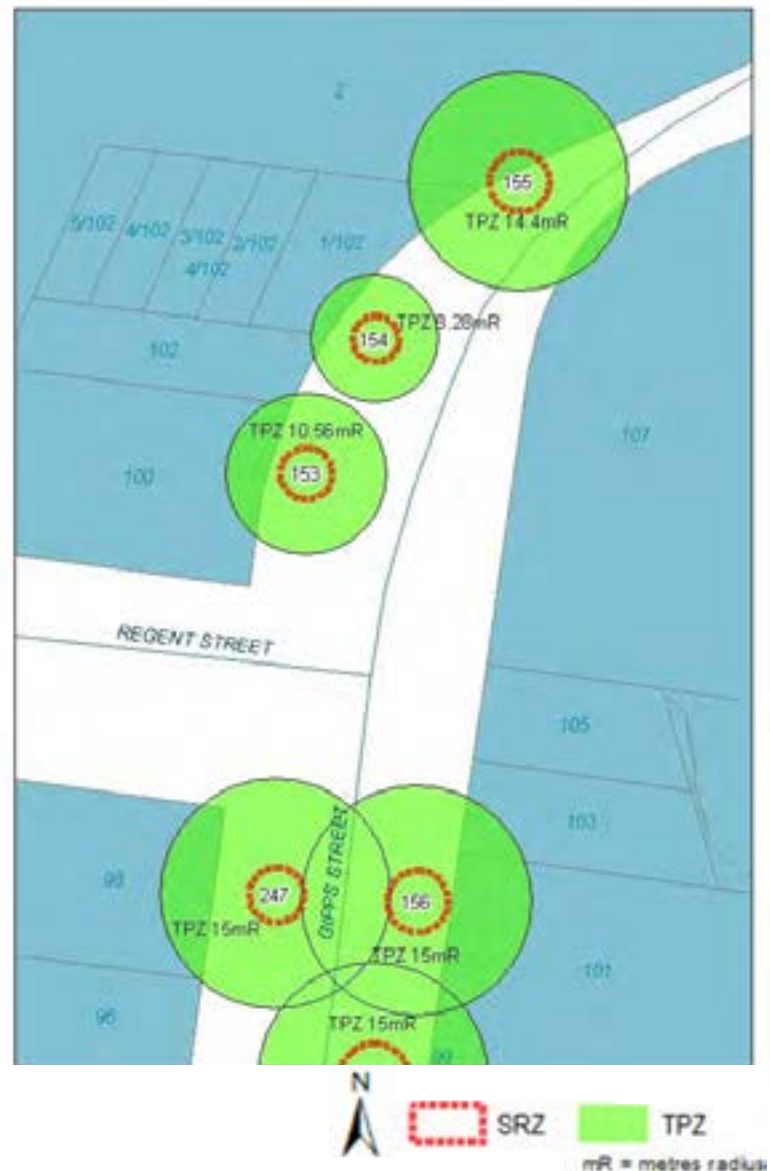 2
155
TPZ 14.4mR
5/102
4/102
3/102
2/102
1/102
4/102
154
TPZ 8.28mR
102
TPZ 10.56mR
153
100
107
REGENT STREET
105
103
GIPPS STREET
247
156
TPZ 15mR
TPZ 15mR
101
96
TPZ 15mR
N
SRZ
TPZ
mR = metres radius